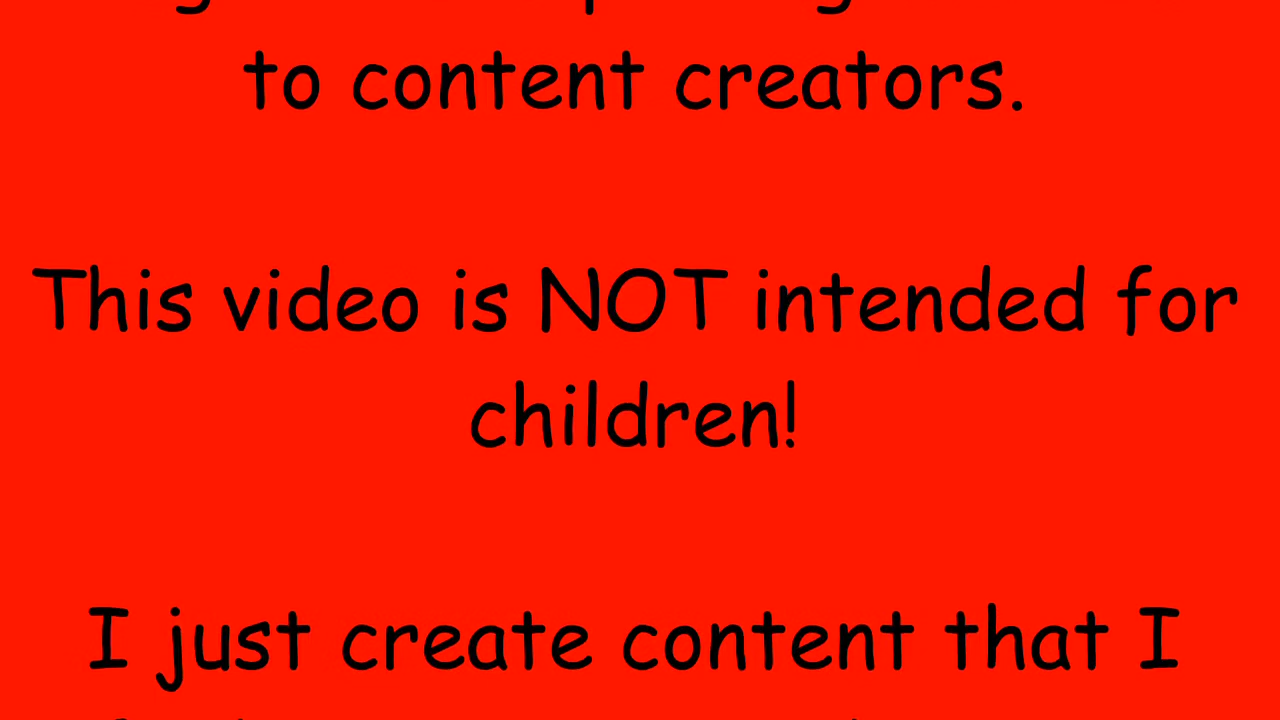 to content creators.
This video is NOT intended for
children!
I just create content that I